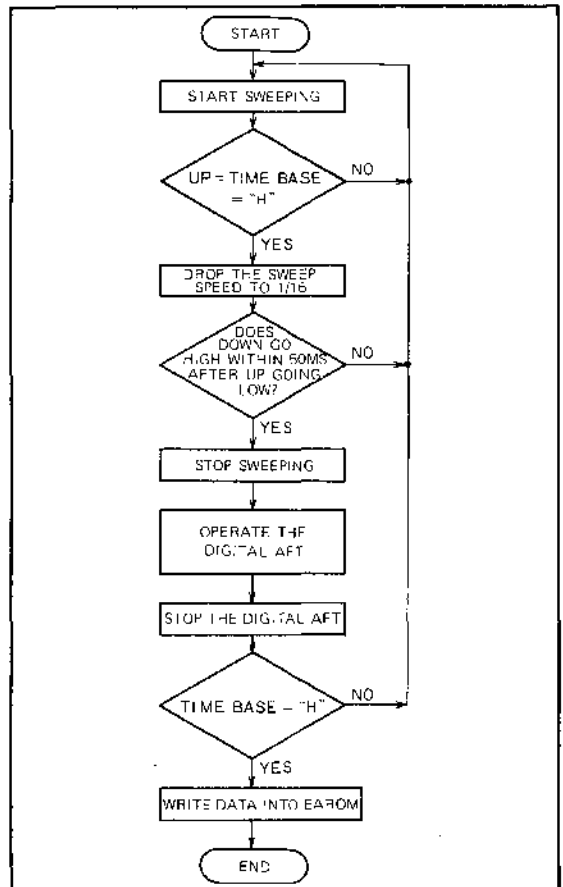 START
START SWEEPING
UP = TIME BASE
= "H"
NO
YES
DROP THE SWEEP
SPEED TO 1/16
DOES
DOWN GO
HIGH WITHIN 50MS
AFTER UP GOING
LOW?
NO
YES
STOP SWEEPING
OPERATE THE
DIGITAL AFT
STOP THE DIGITAL AFT
TIME BASE = "H"
NO
YES
WRITE DATA INTO EAROM
END